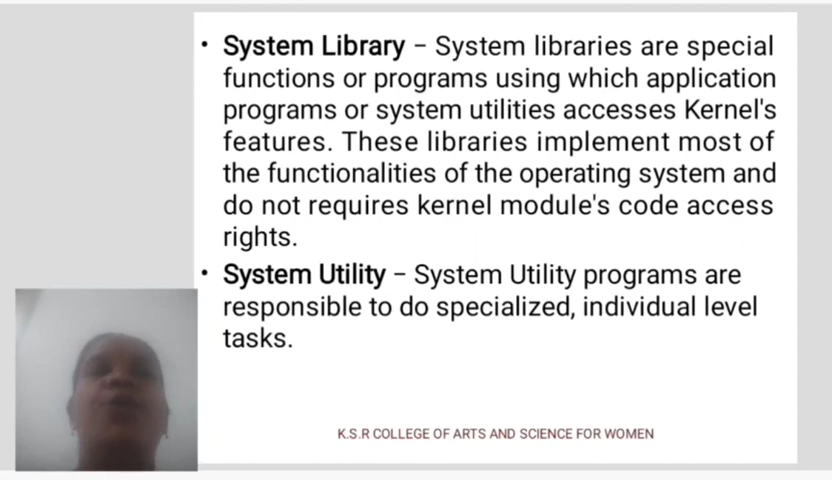 • System Library – System libraries are special
functions or programs using which application
programs or system utilities accesses Kernel's
features. These libraries implement most of
the functionalities of the operating system and
do not requires kernel module's code access
rights.
• System Utility – System Utility programs are
responsible to do specialized, individual level
tasks.
K.S.R COLLEGE OF ARTS AND SCIENCE FOR WOMEN